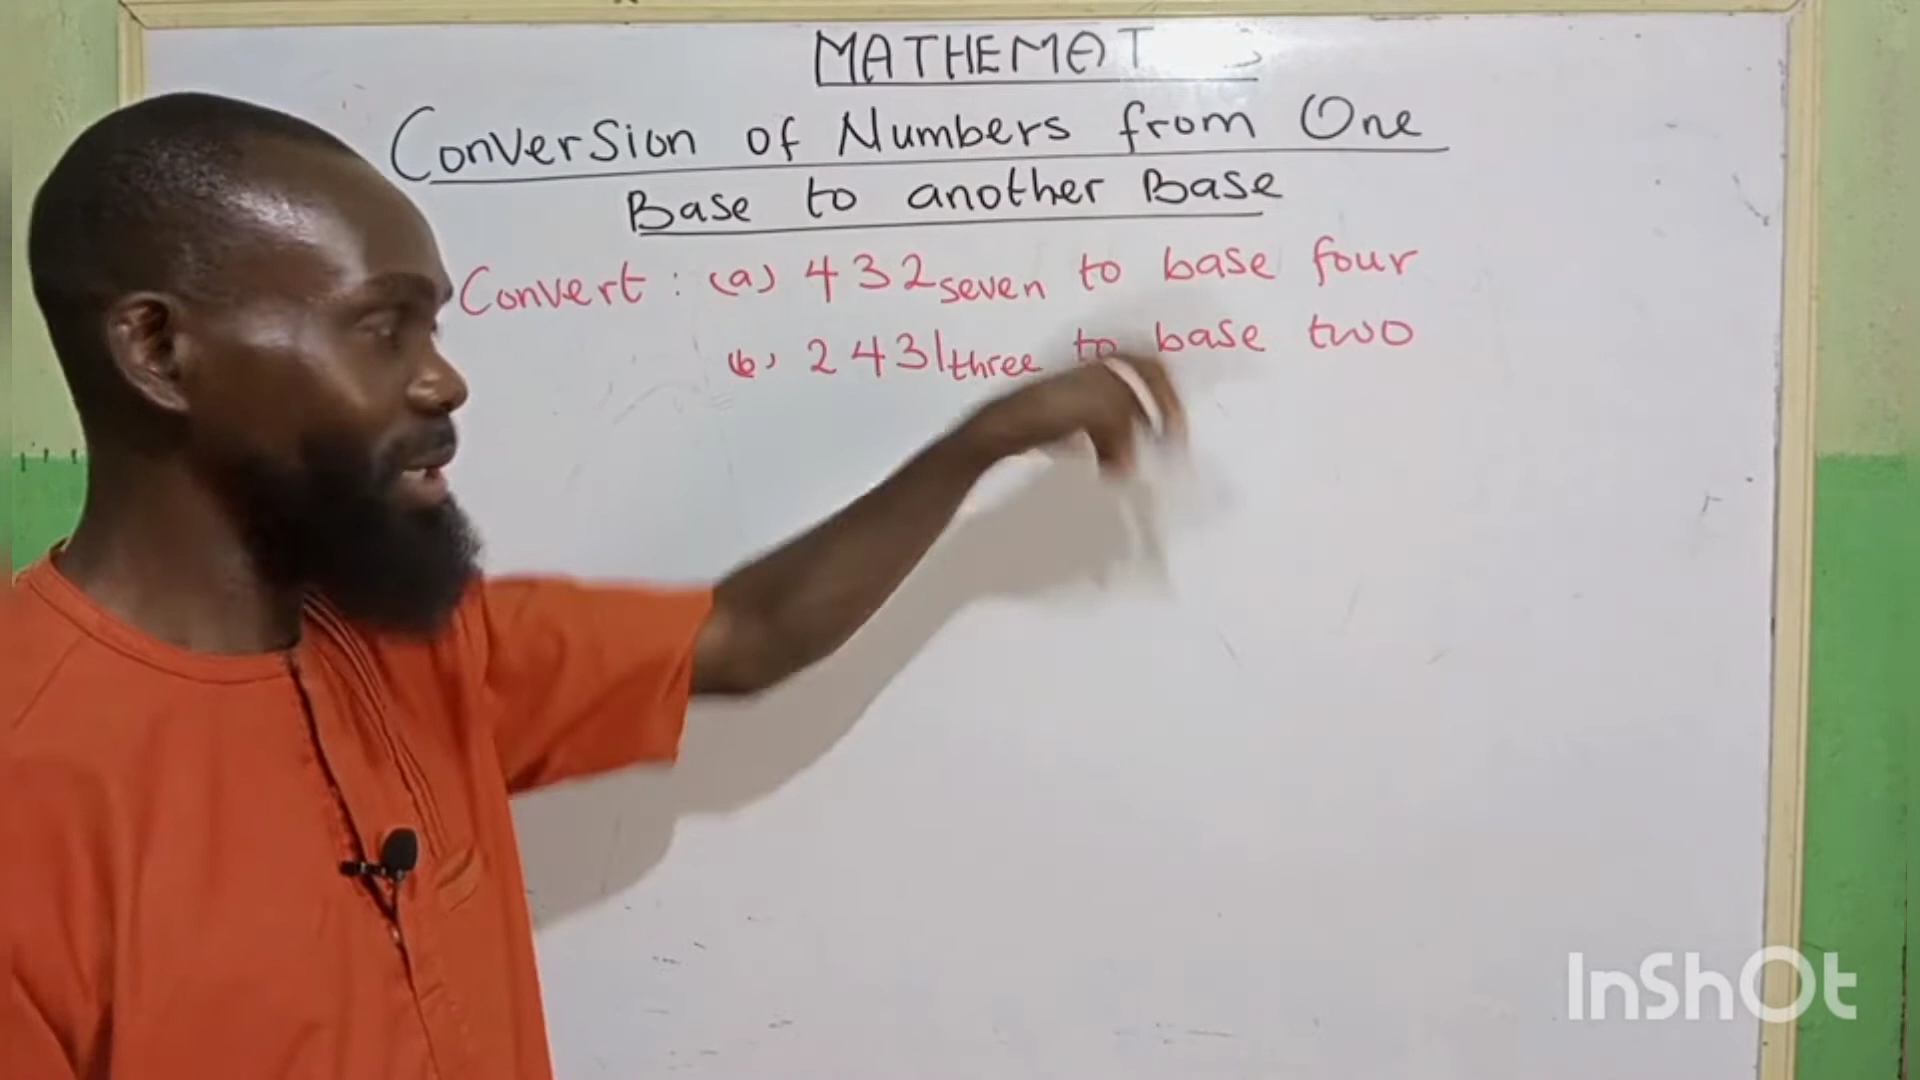 MATHEMAT
Conversion of Numbers from One
Base to another Base
Convert : (a) 432seven to base four
(b) 2431three to base two
InShOt